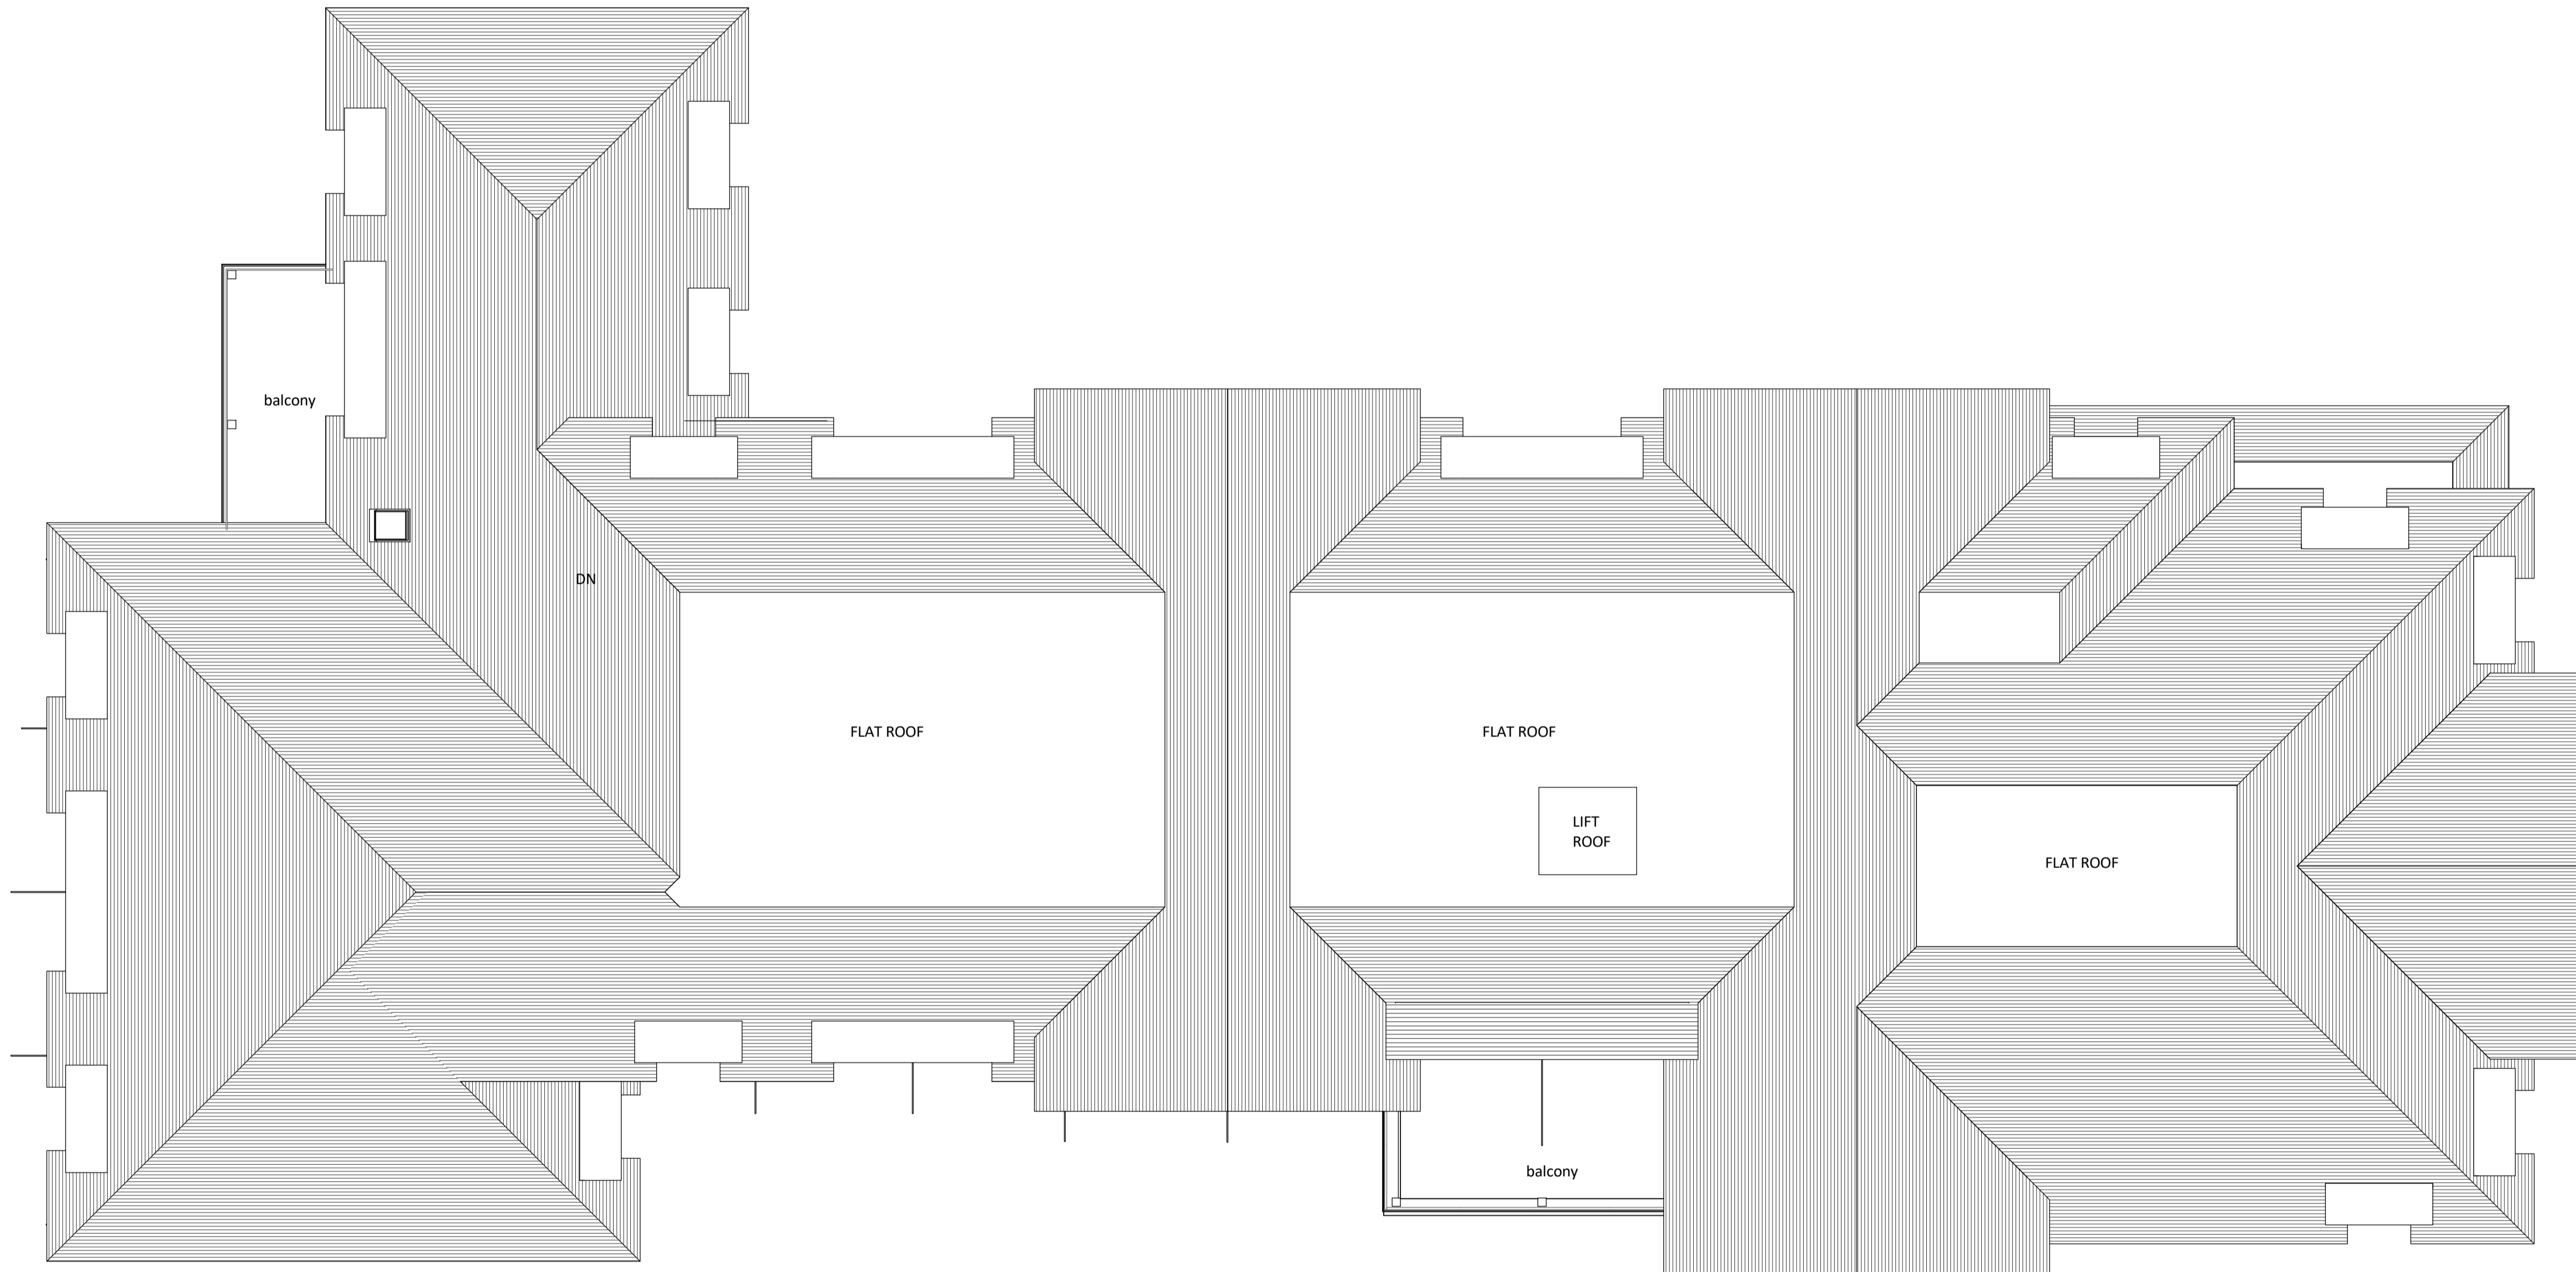 balcony
DN
FLAT ROOF
FLAT ROOF
LIFT
ROOF
FLAT ROOF
balcony